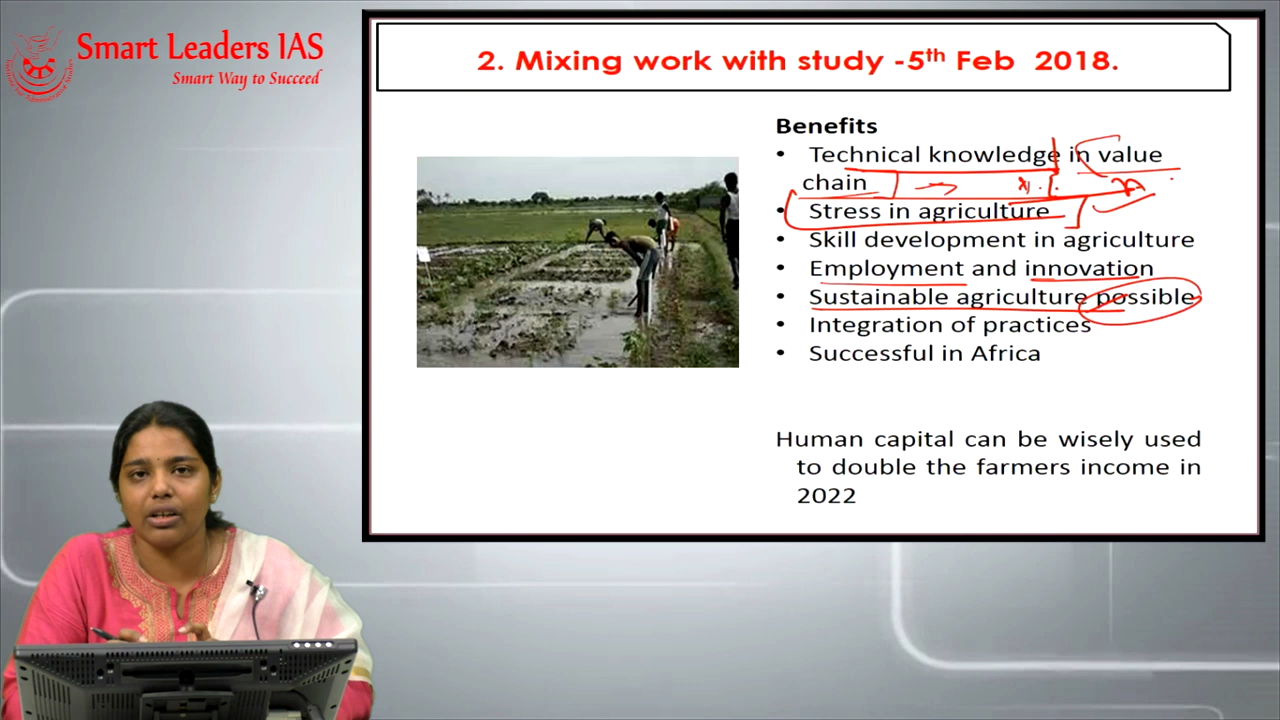 Smart Leaders IAS
Smart Way to Succeed
2. Mixing work with study -5th Feb 2018.
Benefits
• Technical knowledge in value
chain
• Stress in agriculture
• Skill development in agriculture
• Employment and innovation
• Sustainable agriculture possible
• Integration of practices
• Successful in Africa
Human capital can be wisely used
to double the farmers income in
2022